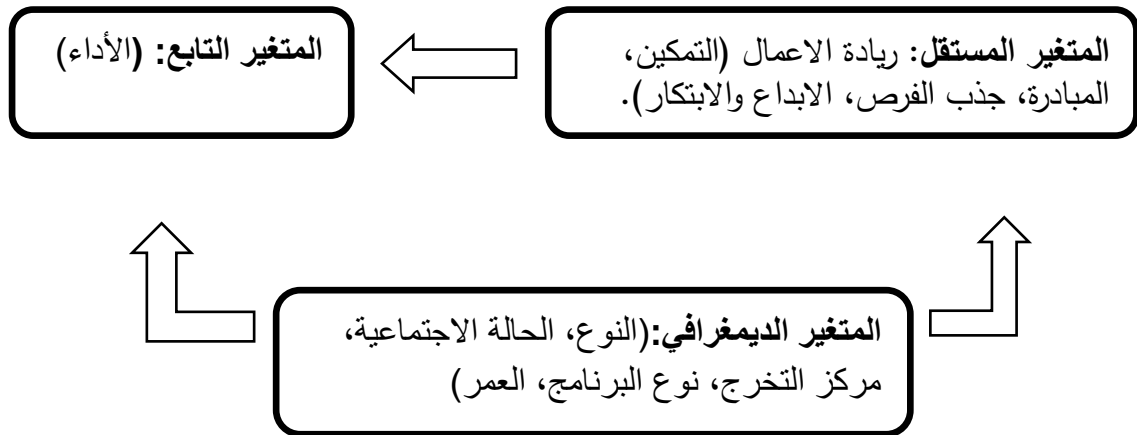 المتغير المستقل: ريادة الاعمال (التمكين،
المبادرة، جذب الفرص، الابداع والابتكار).
المتغير التابع: (الأداء)
المتغير الديمغرافي:(النوع، الحالة الاجتماعية،
مركز التخرج، نوع البرنامج، العمر)